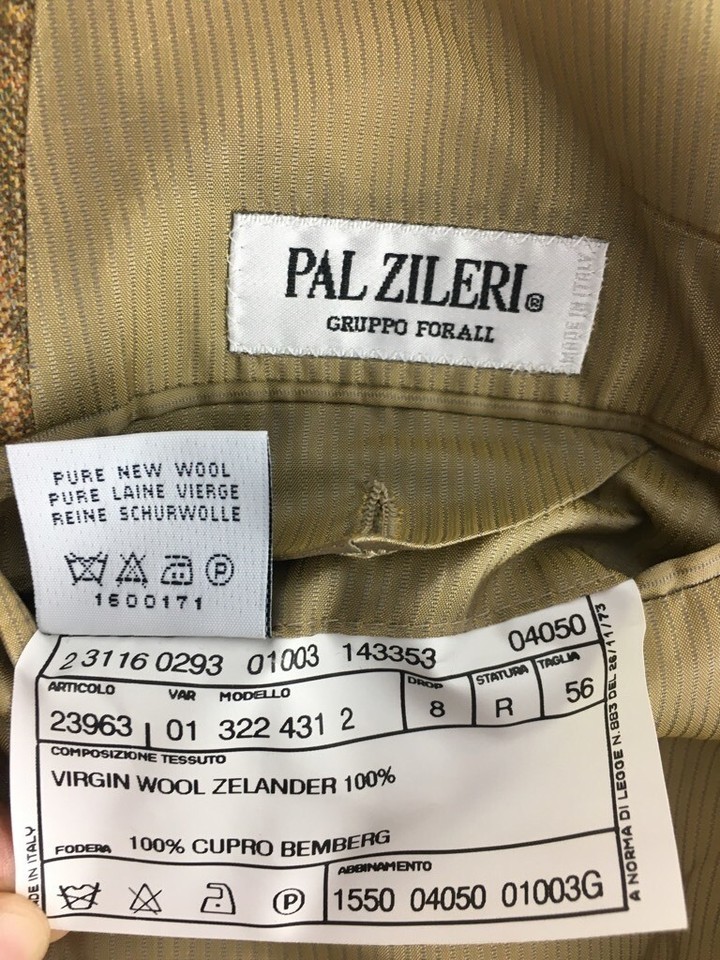 PAL ZILERI®
GRUPPO FORALL
MADE IN ITALY
PURE NEW WOOL
PURE LAINE VIERGE
REINE SCHURWOLLE
P
1600171
23116 0293 01003 143353 04050
ARTICOLO VAR MODELLO DROP STATURA TAGLIA
23963 01 322 431 2 8 R 56
COMPOSIZIONE TESSUTO
VIRGIN WOOL ZELANDER 100%
FODERA 100% CUPRO BEMBERG
ABBINAMENTO
P 1550 04050 01003G
DE IN ITALY
A NORMA DI LEGGE N.883 DEL 26/11/73